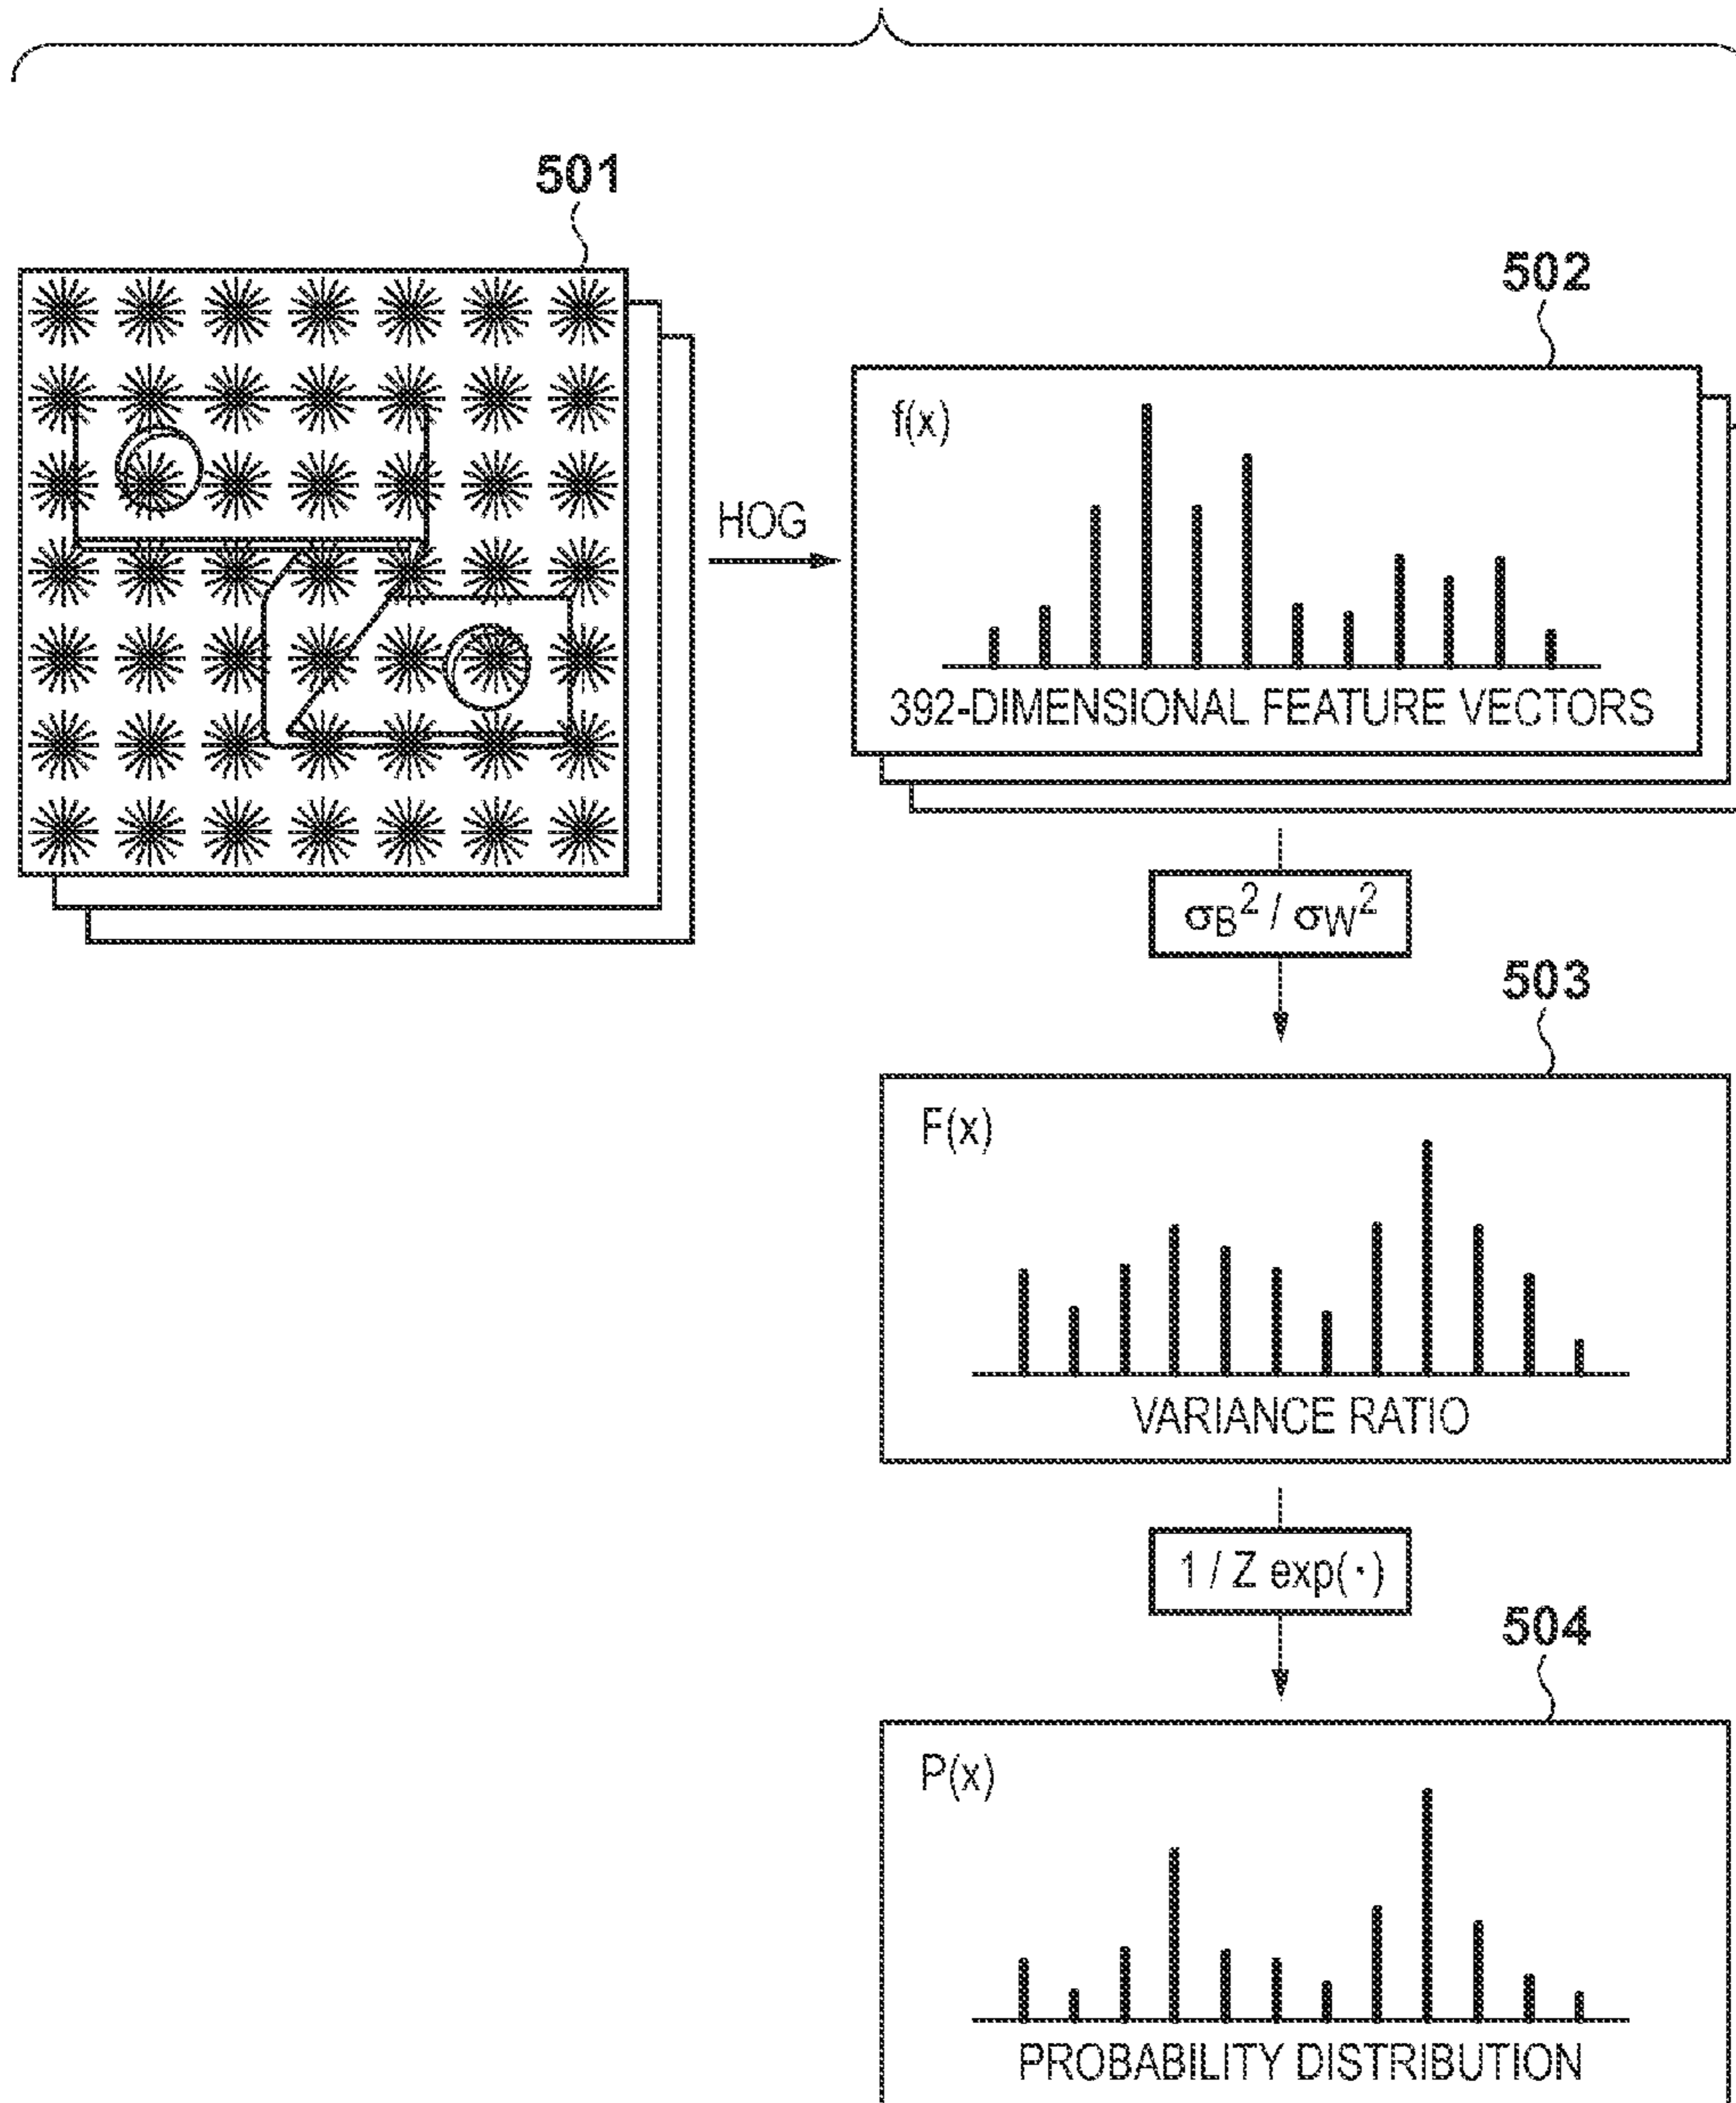 501
502
f(x)
HOG
392-DIMENSIONAL FEATURE VECTORS
σB² / σW²
503
F(x)
VARIANCE RATIO
1 / Z exp(·)
504
P(x)
PROBABILITY DISTRIBUTION